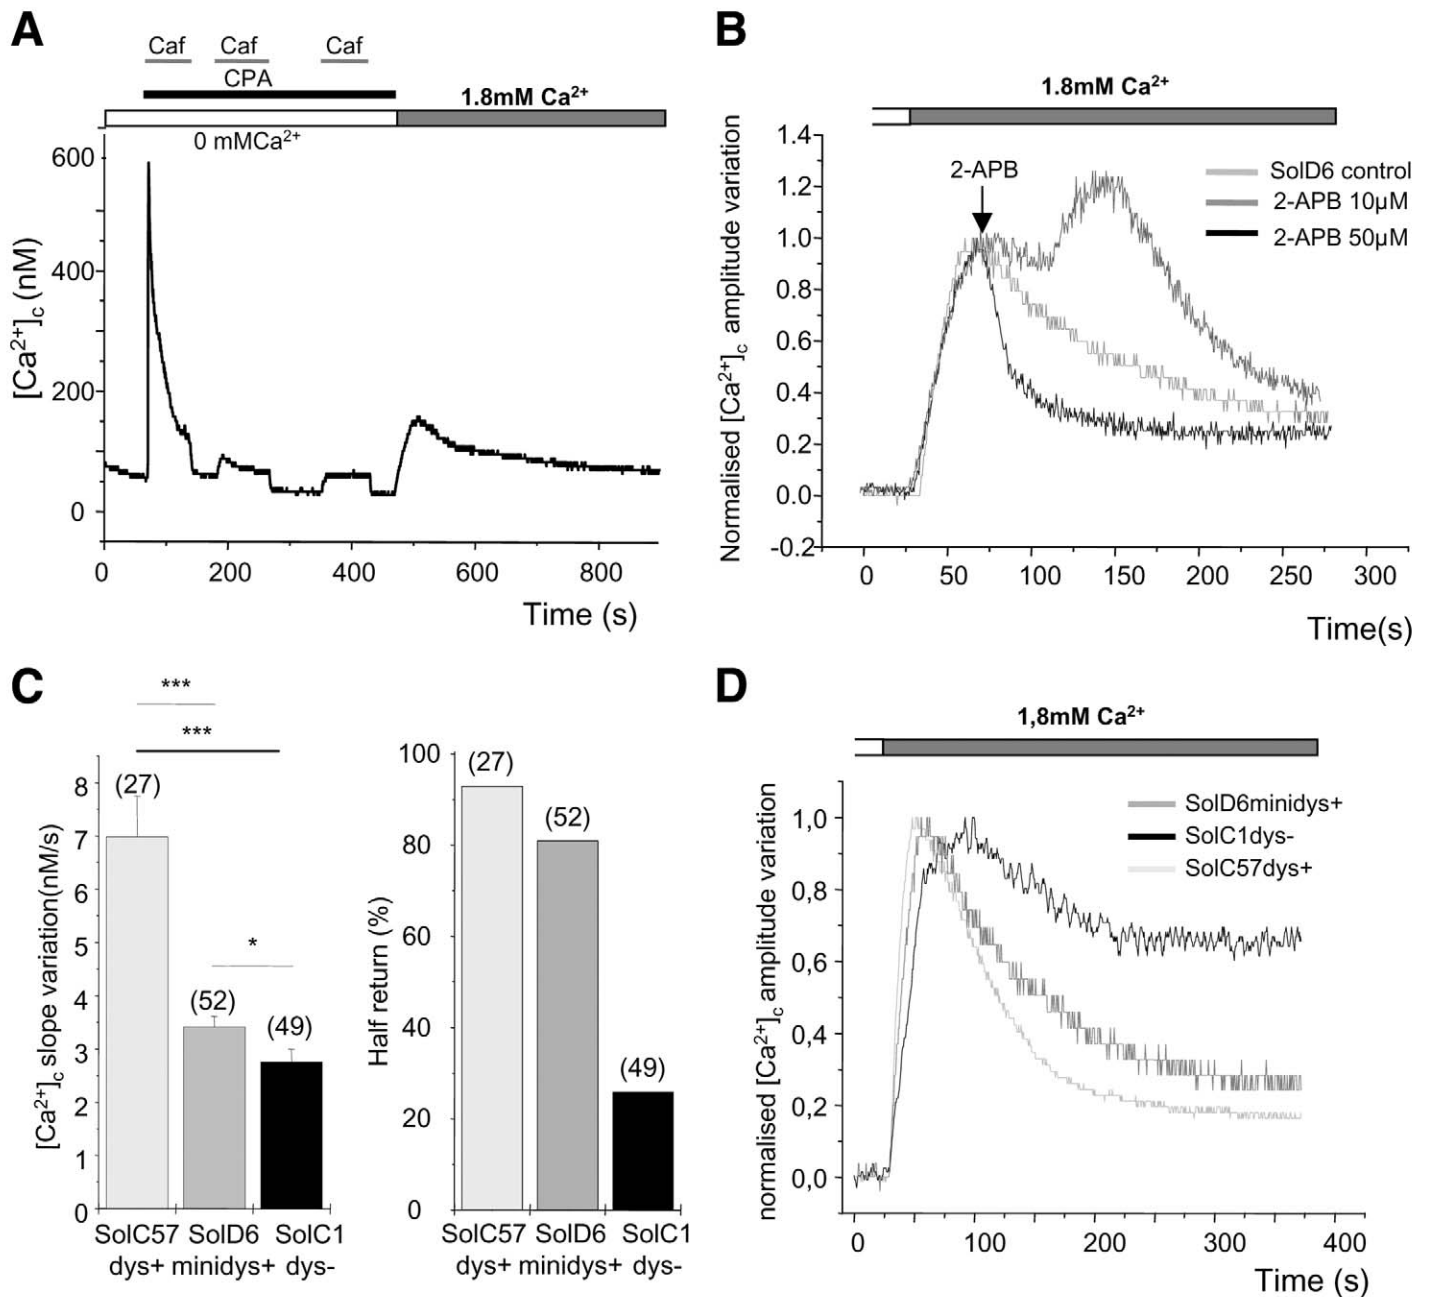 A
Caf Caf Caf
CPA
1.8mM Ca²⁺
0 mMCa²⁺
600
400
200
0
[Ca²⁺]c (nM)
0 200 400 600 800
Time (s)
B
1.8mM Ca²⁺
1.4
1.2
1.0
0.8
0.6
0.4
0.2
0.0
-0.2
Normalised [Ca²⁺]c amplitude variation
2-APB
SolD6 control
2-APB 10µM
2-APB 50µM
0 50 100 150 200 250 300
Time(s)
C
***
***
*
8
7
6
5
4
3
2
1
0
[Ca²⁺]c slope variation(nM/s)
(27)
(52)
(49)
SolC57 SolD6 SolC1
dys+ minidys+ dys-
100
80
60
40
20
0
Half return (%)
(27)
(52)
(49)
SolC57 SolD6 SolC1
dys+ minidys+ dys-
D
1,8mM Ca²⁺
1,0
0,8
0,6
0,4
0,2
0,0
normalised [Ca²⁺]c amplitude variation
SolD6minidys+
SolC1dys-
SolC57dys+
0 100 200 300 400
Time (s)